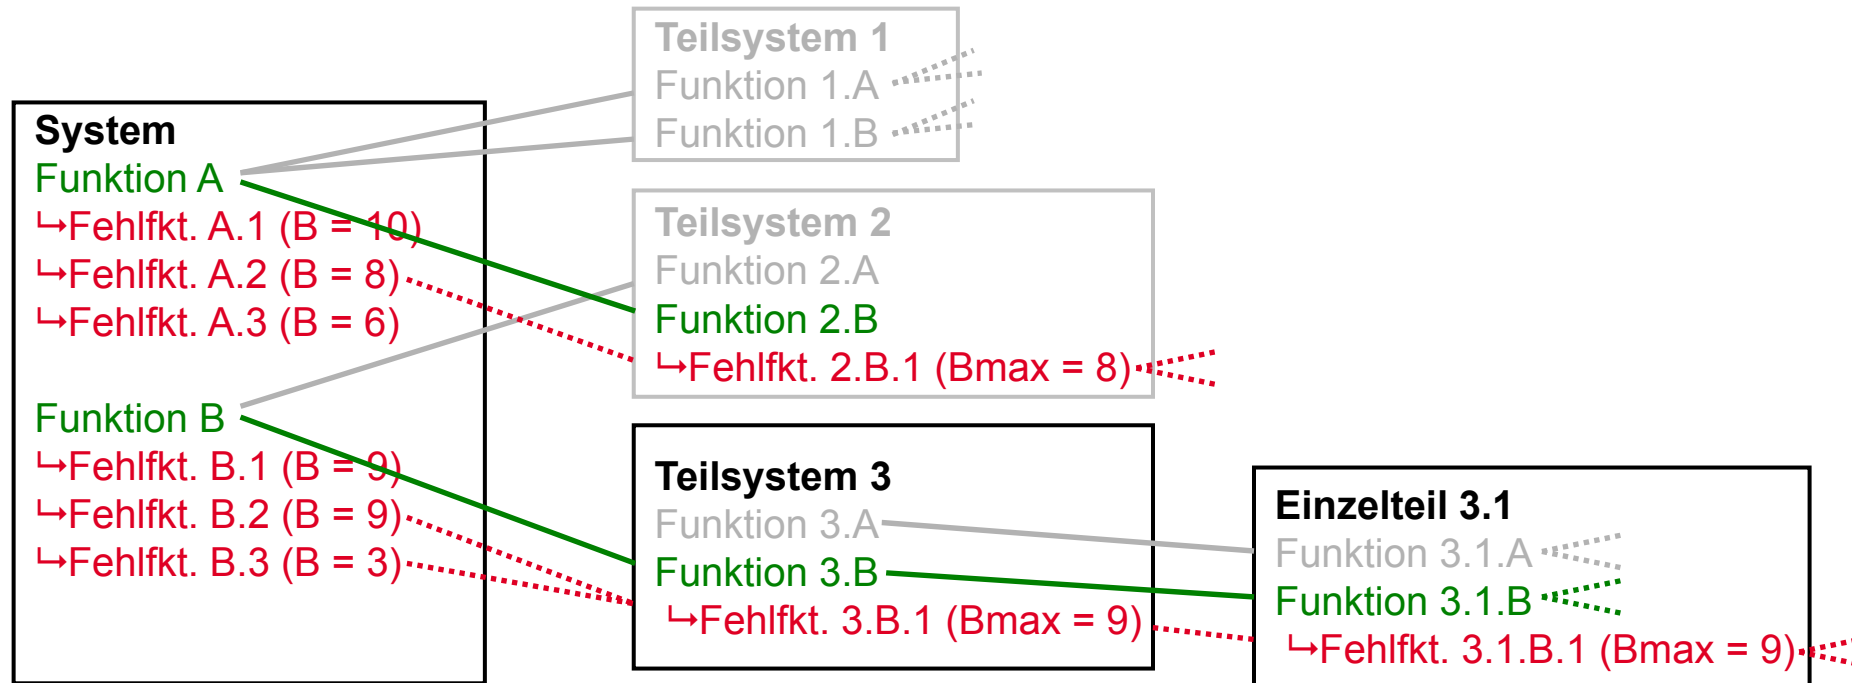 System
Funktion A
↳Fehlfkt. A.1 (B = 10)
↳Fehlfkt. A.2 (B = 8)
↳Fehlfkt. A.3 (B = 6)
Funktion B
↳Fehlfkt. B.1 (B = 9)
↳Fehlfkt. B.2 (B = 9)
↳Fehlfkt. B.3 (B = 3)
Teilsystem 1
Funktion 1.A
Funktion 1.B
Teilsystem 2
Funktion 2.A
Funktion 2.B
↳Fehlfkt. 2.B.1 (Bmax = 8)
Teilsystem 3
Funktion 3.A
Funktion 3.B
↳Fehlfkt. 3.B.1 (Bmax = 9)
Einzelteil 3.1
Funktion 3.1.A
Funktion 3.1.B
↳Fehlfkt. 3.1.B.1 (Bmax = 9)